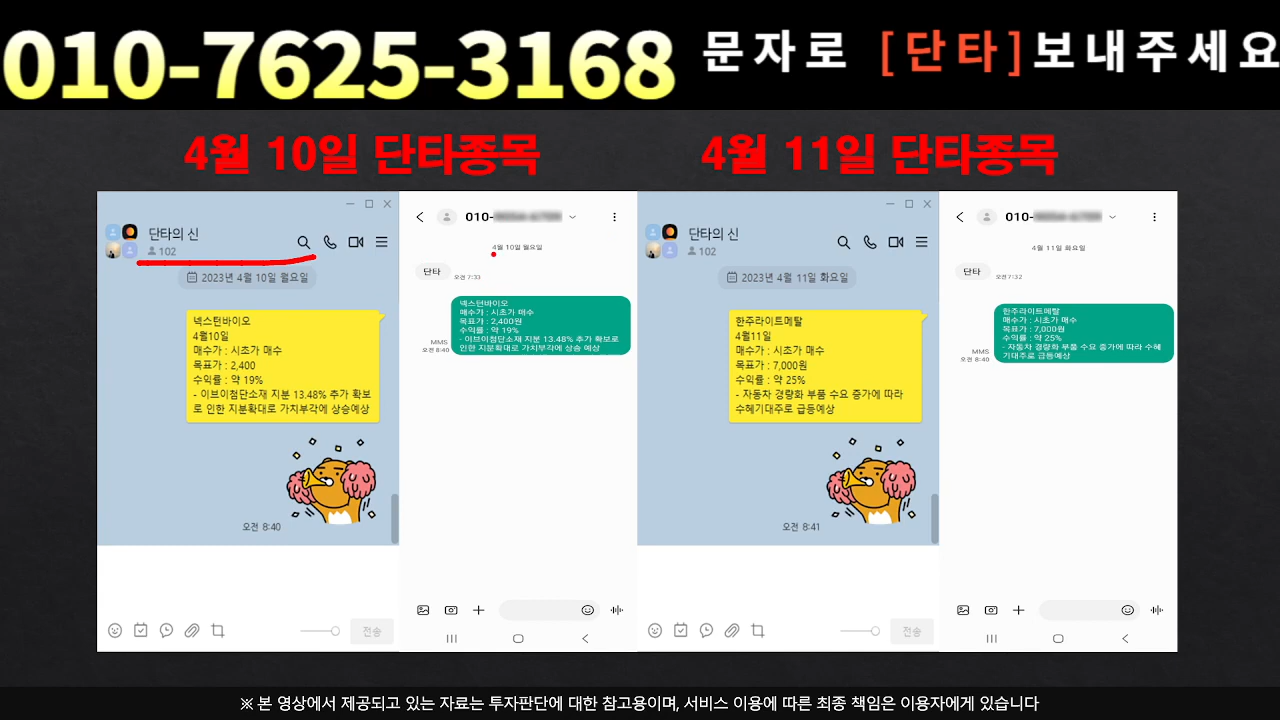 010-7625-3168 문자로 [단타]보내주세요
4월 10일 단타종목
4월 11일 단타종목
단타의 신
102
2023년 4월 10일 월요일
넥스턴바이오
4월10일
매수가 : 시초가 매수
목표가 : 2,400
수익률 : 약 19%
- 이브이첨단소재 지분 13.48% 추가 확보
로 인한 지분확대로 가치부각에 상승예상
오전 8:40
전송
010-
4월 10일 월요일
단타
오전 7:33
넥스턴바이오
매수가 : 시초가 매수
목표가 : 2,400원
수익률 : 약 19%
- 이브이첨단소재 지분 13.48% 추가 확보로
인한 지분확대로 가치부각에 상승 예상
MMS
오전 8:40
단타의 신
102
2023년 4월 11일 화요일
한주라이트메탈
4월11일
매수가 : 시초가 매수
목표가 : 7,000원
수익률 : 약 25%
- 자동차 경량화 부품 수요 증가에 따라
수혜기대주로 급등예상
오전 8:41
전송
010-
4월 11일 화요일
단타
오전 7:32
한주라이트메탈
매수가 : 시초가 매수
목표가 : 7,000원
수익률 : 약 25%
- 자동차 경량화 부품 수요 증가에 따라 수혜
기대주로 급등예상
MMS
오전 8:40
※ 본 영상에서 제공되고 있는 자료는 투자판단에 대한 참고용이며, 서비스 이용에 따른 최종 책임은 이용자에게 있습니다